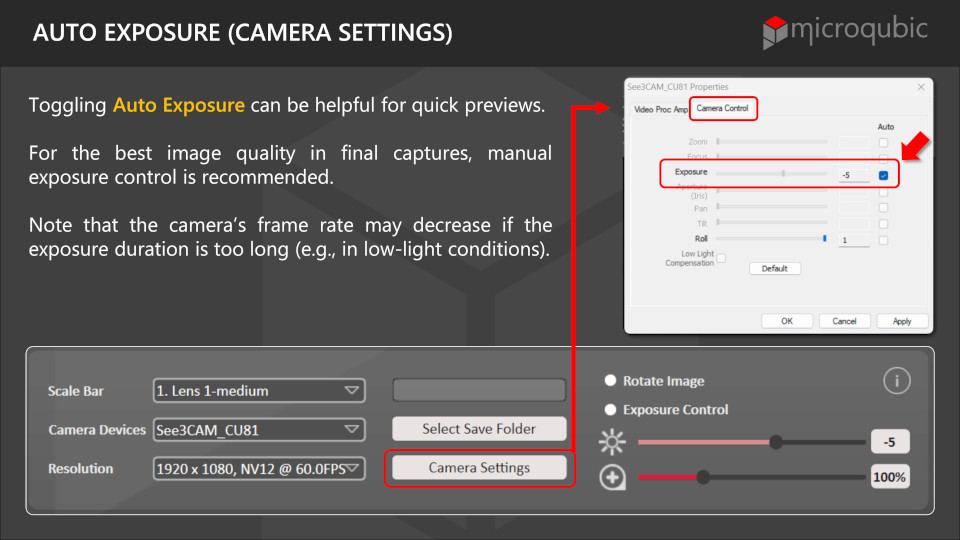 AUTO EXPOSURE (CAMERA SETTINGS)
microqubic
Toggling Auto Exposure can be helpful for quick previews.
For the best image quality in final captures, manual
exposure control is recommended.
Note that the camera's frame rate may decrease if the
exposure duration is too long (e.g., in low-light conditions).
See3CAM_CU81 Properties
Video Proc Amp
Camera Control
Auto
Zoom
Focus
Exposure
-5
Aperture
(Iris)
Pan
Tilt
Roll
1
Low Light
Compensation
Default
OK
Cancel
Apply
Scale Bar
1. Lens 1-medium
Camera Devices
See3CAM_CU81
Select Save Folder
Resolution
1920 x 1080, NV12 @ 60.0FPS
Camera Settings
Rotate Image
i
Exposure Control
-5
100%